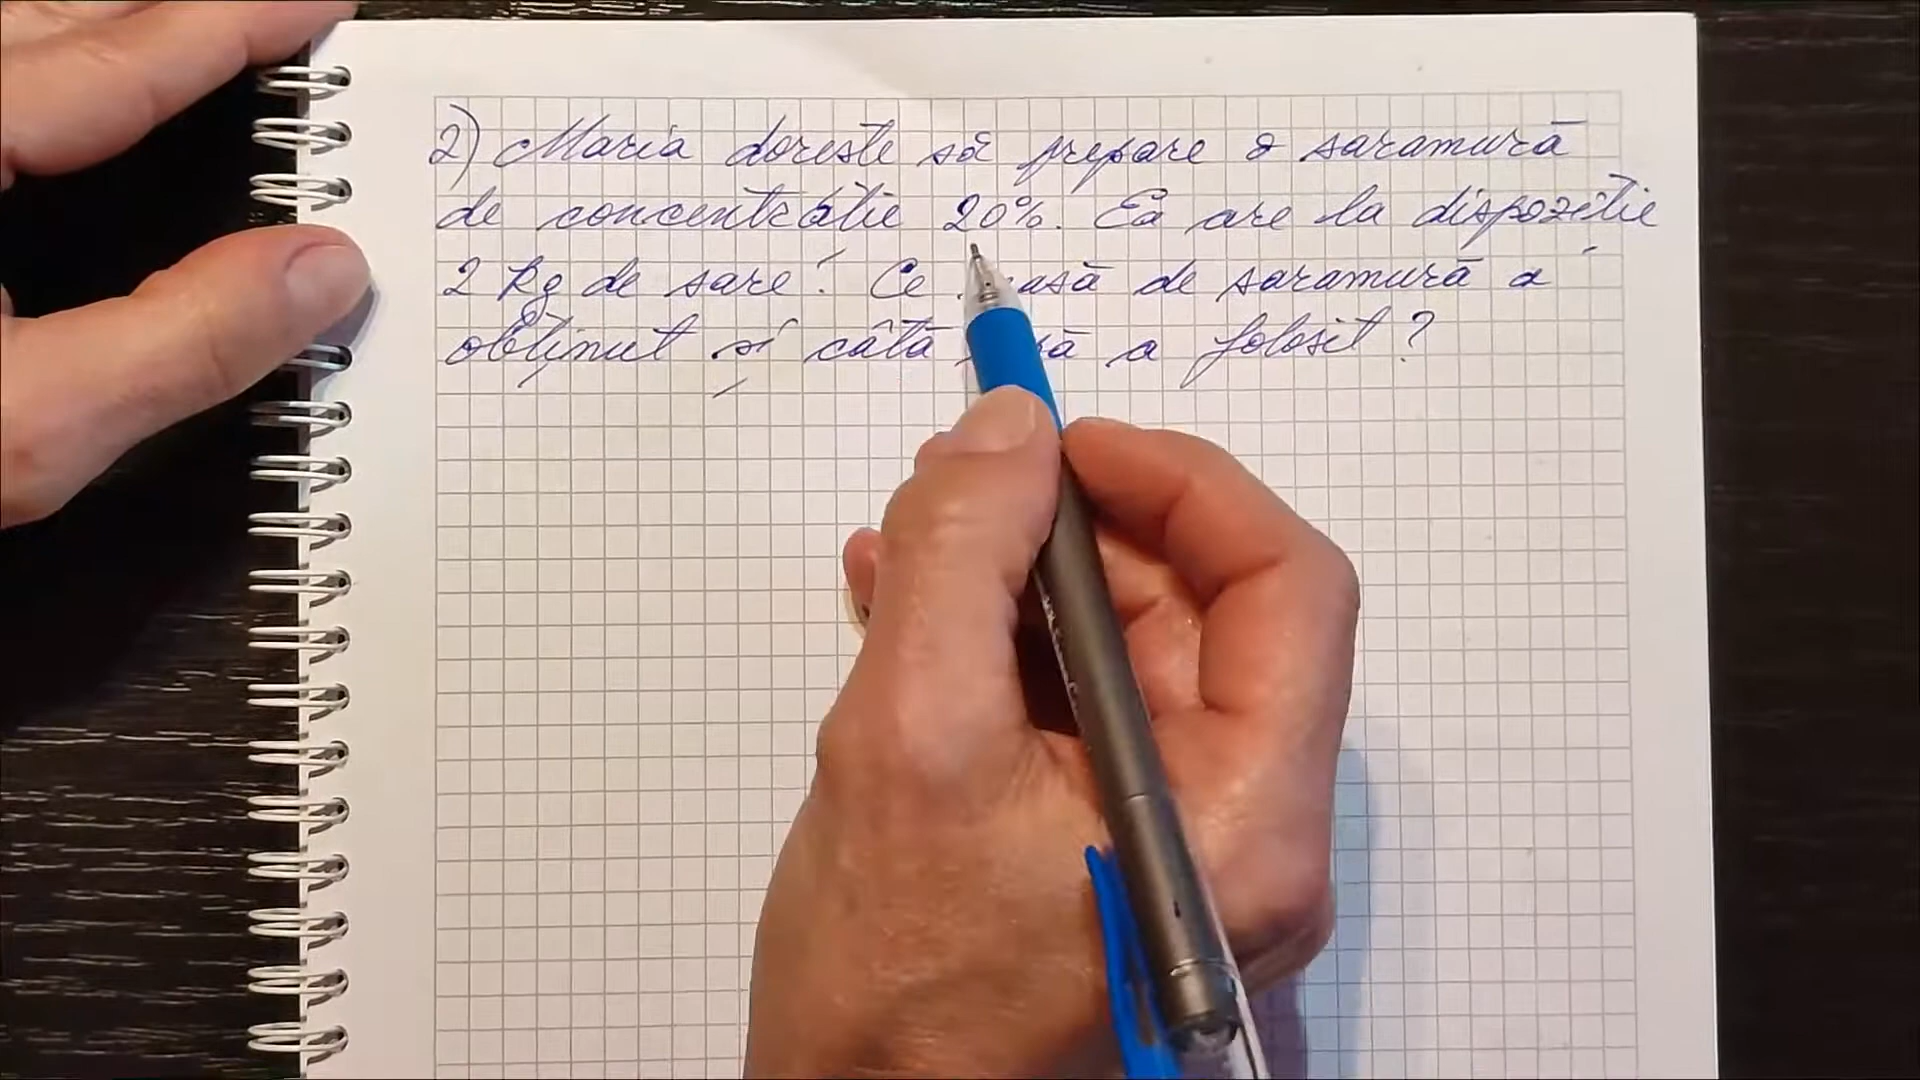 2) Maria dorește să prepare o saramură
de concentrație 20%. Ea are la dispoziție
2 kg de sare. Ce masă de saramură a
obținut și câtă apă a folosit?